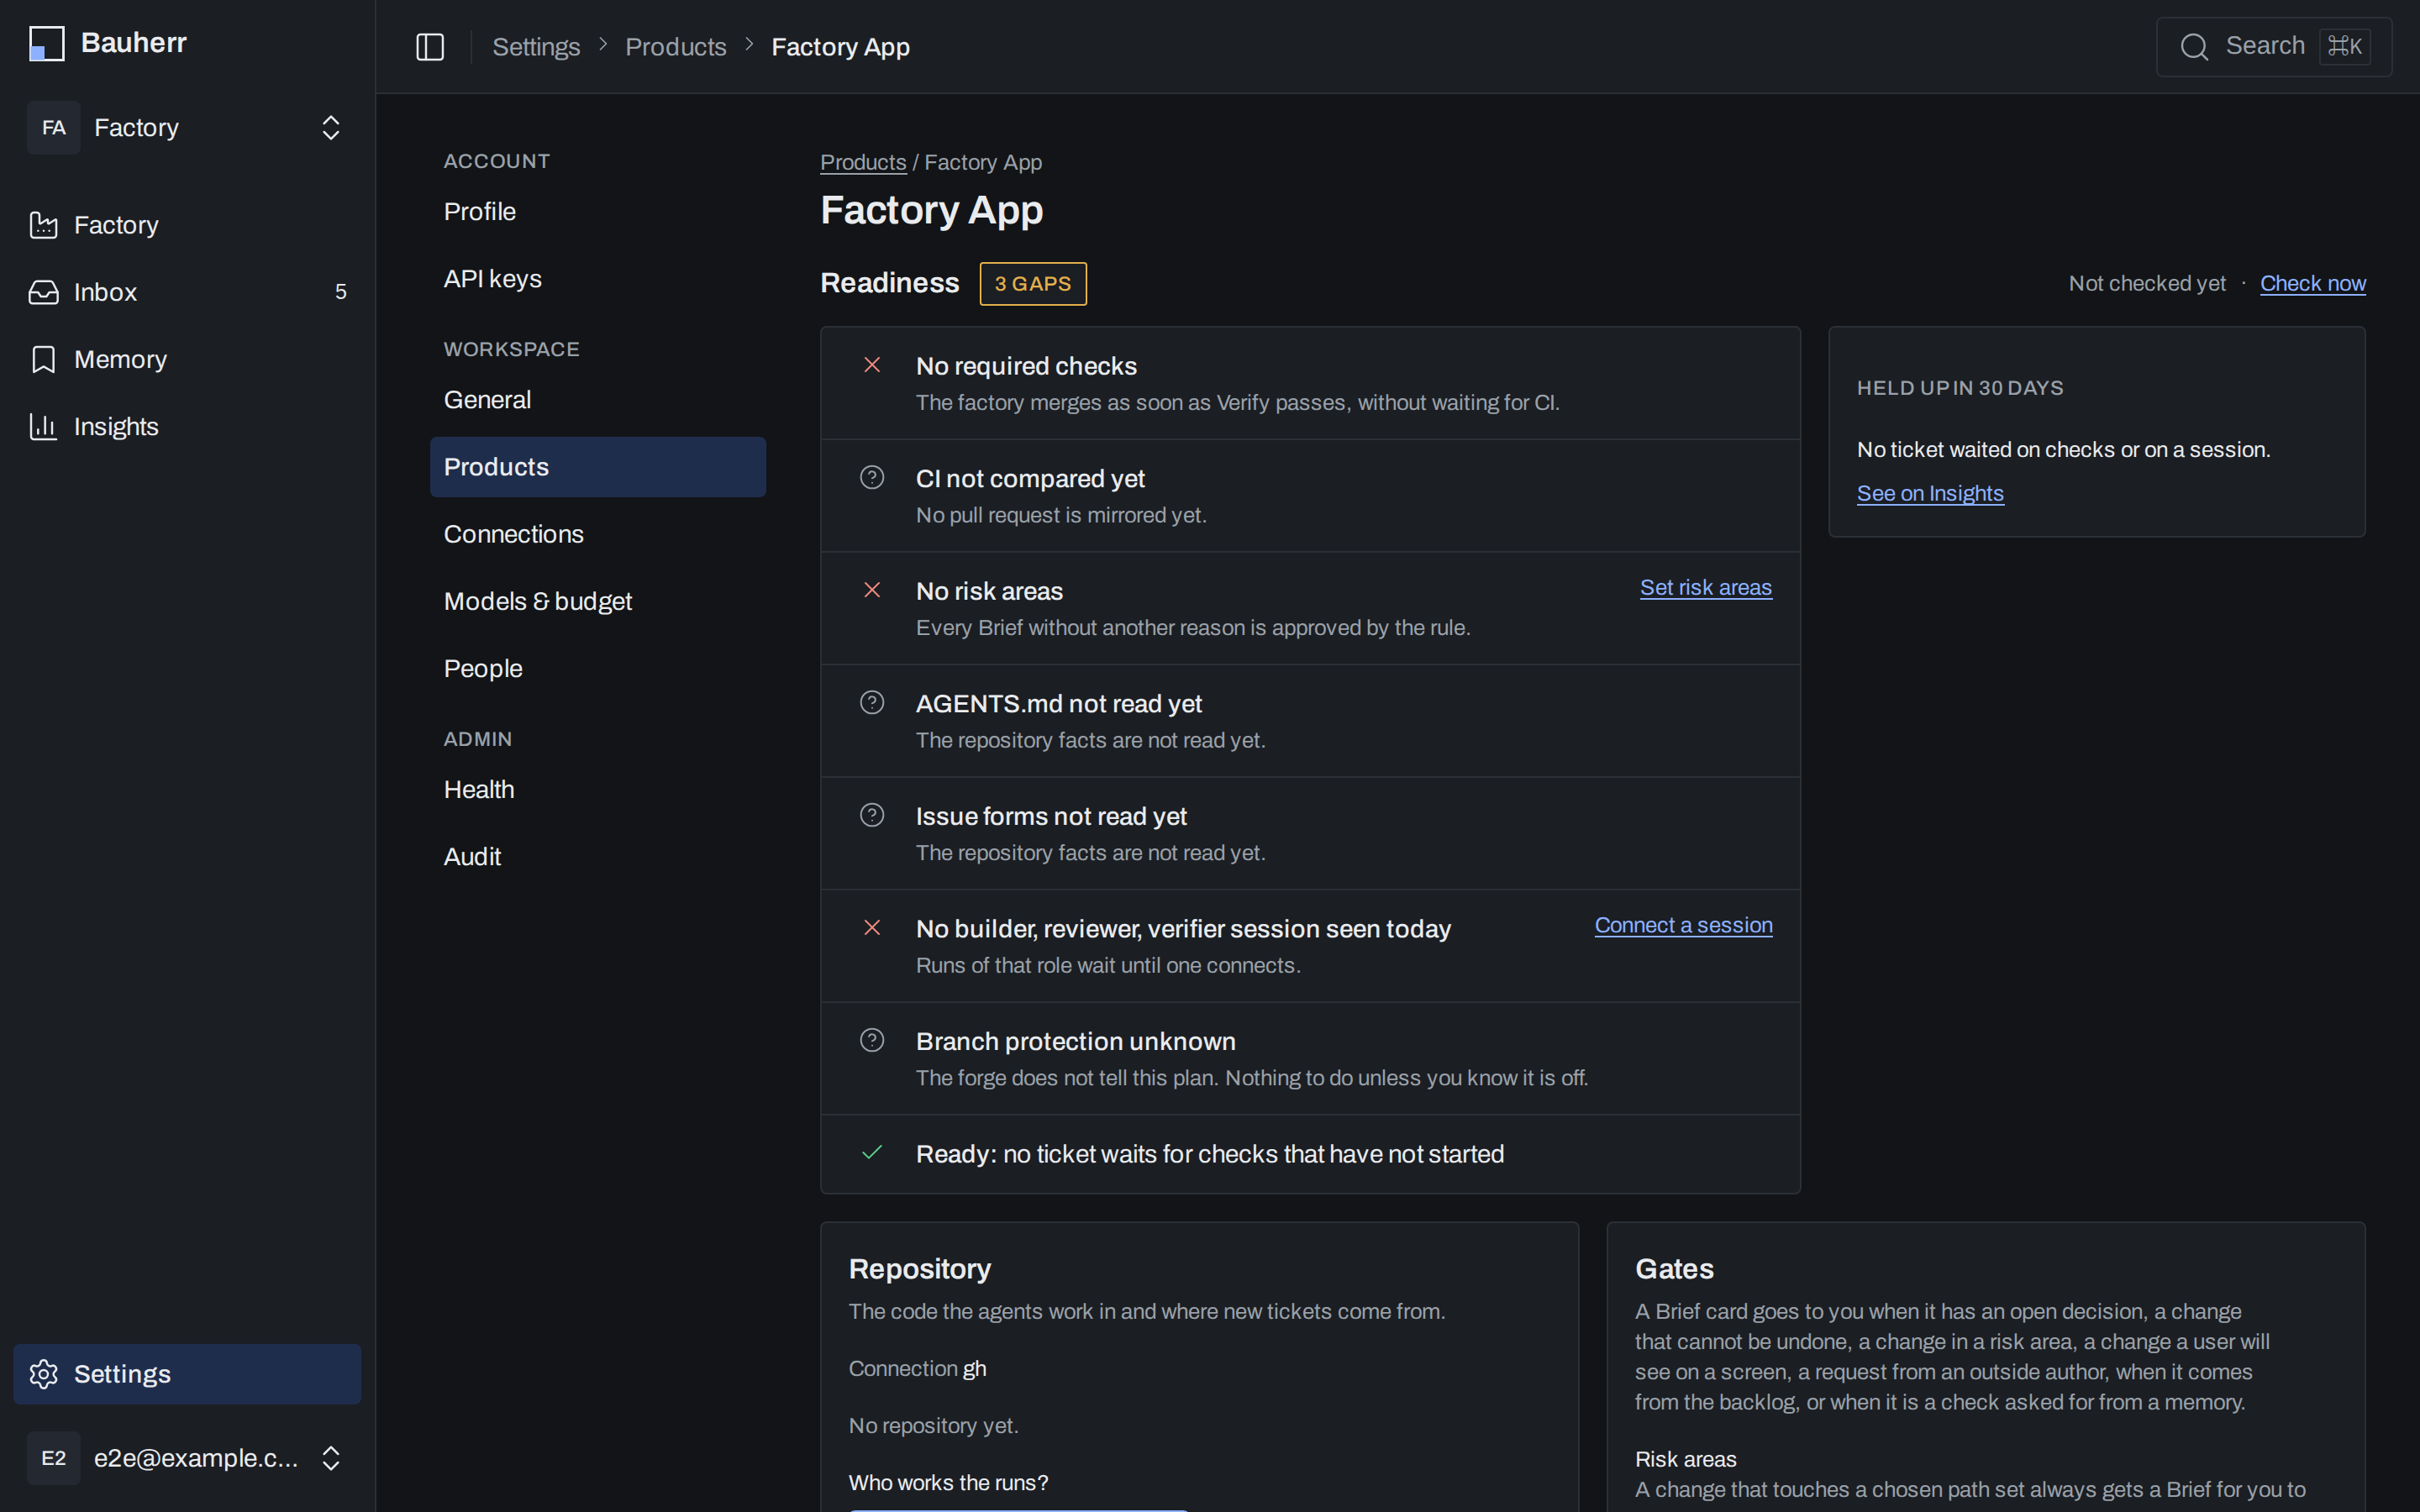 Bauherr
FA Factory
Factory
Inbox 5
Memory
Insights
Settings
E2 e2e@example.c...
Settings > Products > Factory App
Search ⌘K
ACCOUNT
Profile
API keys
WORKSPACE
General
Products
Connections
Models & budget
People
ADMIN
Health
Audit
Products / Factory App
Factory App
Readiness 3 GAPS
Not checked yet · Check now
No required checks
The factory merges as soon as Verify passes, without waiting for CI.
CI not compared yet
No pull request is mirrored yet.
No risk areas
Set risk areas
Every Brief without another reason is approved by the rule.
AGENTS.md not read yet
The repository facts are not read yet.
Issue forms not read yet
The repository facts are not read yet.
No builder, reviewer, verifier session seen today
Connect a session
Runs of that role wait until one connects.
Branch protection unknown
The forge does not tell this plan. Nothing to do unless you know it is off.
Ready: no ticket waits for checks that have not started
HELD UP IN 30 DAYS
No ticket waited on checks or on a session.
See on Insights
Repository
The code the agents work in and where new tickets come from.
Connection gh
No repository yet.
Who works the runs?
Gates
A Brief card goes to you when it has an open decision, a change
that cannot be undone, a change in a risk area, a change a user will
see on a screen, a request from an outside author, when it comes
from the backlog, or when it is a check asked for from a memory.
Risk areas
A change that touches a chosen path set always gets a Brief for you to